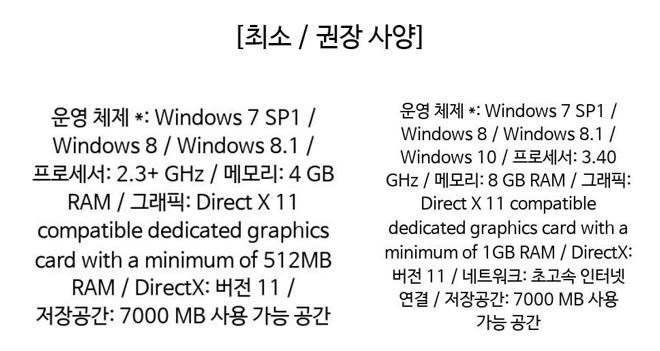 [최소 / 권장 사양]
운영 체제 *: Windows 7 SP1 /
Windows 8 / Windows 8.1 /
프로세서: 2.3+ GHz / 메모리: 4 GB
RAM / 그래픽: Direct X 11
compatible dedicated graphics
card with a minimum of 512MB
RAM / DirectX: 버전 11 /
저장공간: 7000 MB 사용 가능 공간
운영 체제 *: Windows 7 SP1 /
Windows 8 / Windows 8.1 /
Windows 10 / 프로세서: 3.40
GHz / 메모리: 8 GB RAM / 그래픽:
Direct X 11 compatible
dedicated graphics card with a
minimum of 1GB RAM / DirectX:
버전 11 / 네트워크: 초고속 인터넷
연결 / 저장공간: 7000 MB 사용
가능 공간